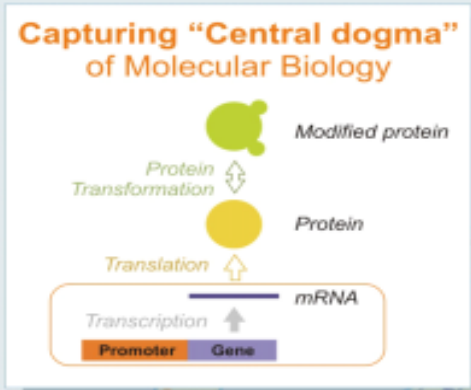 Capturing “Central dogma”
of Molecular Biology
Modified protein
Protein
Transformation
Protein
Translation
mRNA
Transcription
Promoter Gene